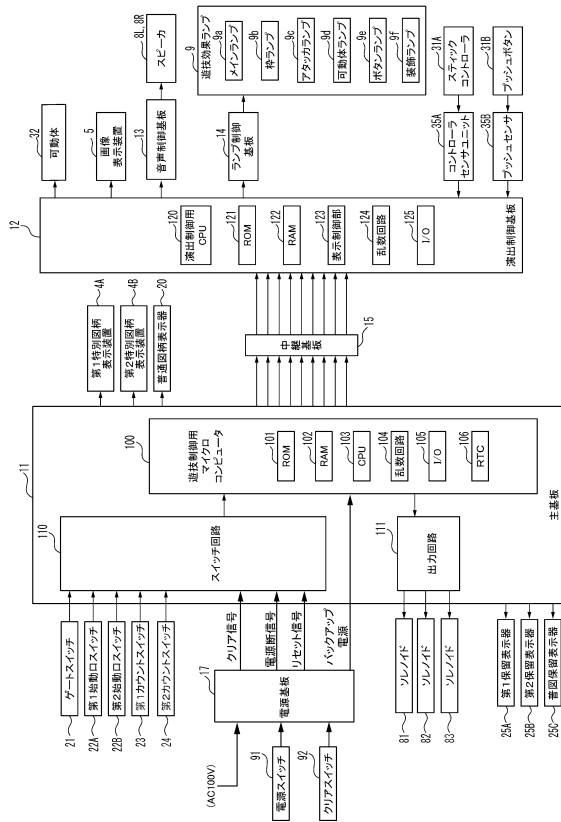 21
ゲートスイッチ
22A
第1始動口スイッチ
22B
第2始動口スイッチ
23
第1カウントスイッチ
24
第2カウントスイッチ
(AC100V)
91
電源スイッチ
92
クリアスイッチ
17
電源基板
クリア信号
電源断信号
リセット信号
バックアップ
電源
11
主基板
110
スイッチ回路
100
遊技制御用
マイクロ
コンピュータ
101
ROM
102
RAM
103
CPU
104
乱数回路
105
I/O
106
RTC
111
出力回路
81
ソレノイド
82
ソレノイド
83
ソレノイド
25A
第1保留表示器
25B
第2保留表示器
25C
普図保留表示器
4A
第1特別図柄
表示装置
4B
第2特別図柄
表示装置
20
普通図柄表示器
15
中継基板
12
演出制御基板
120
演出制御用
CPU
121
ROM
122
RAM
123
表示制御部
124
乱数回路
125
I/O
32
可動体
5
画像
表示装置
13
音声制御基板
8L、8R
スピーカ
14
ランプ制御
基板
9
遊技効果ランプ
9a
メインランプ
9b
枠ランプ
9c
アタッカランプ
9d
可動体ランプ
9e
ボタンランプ
9f
装飾ランプ
35A
コントローラ
センサユニット
31A
スティック
コントローラ
35B
プッシュセンサ
31B
プッシュボタン